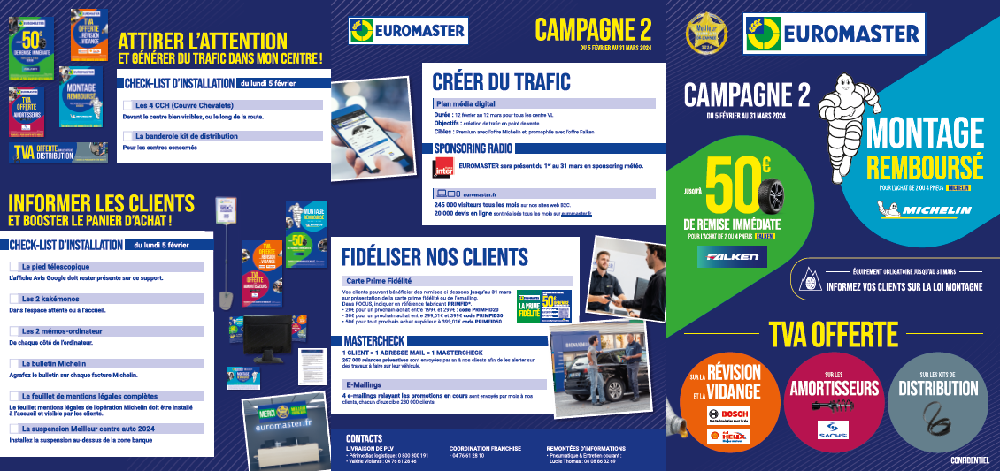 ATTIRER L'ATTENTION
ET GÉNÉRER DU TRAFIC DANS MON CENTRE !
CHECK-LIST D'INSTALLATION du lundi 5 février
Les 4 CCH (Couvre Chevalets)
Devant le centre bien visibles, ou le long de la route.
La banderole kit de distribution
Pour les centres concernés
50€
DE REMISE IMMÉDIATE
TVA
OFFERTE
RÉVISION
VIDANGE
TVA
OFFERTE
AMORTISSEURS
MONTAGE
REMBOURSÉ
TVA OFFERTE
DISTRIBUTION
INFORMER LES CLIENTS
ET BOOSTER LE PANIER D'ACHAT !
CHECK-LIST D'INSTALLATION du lundi 5 février
Le pied télescopique
L'affiche Avis Google doit rester présente sur ce support.
Les 2 kakémonos
Dans l'espace attente ou à l'accueil.
Les 2 mémos-ordinateur
De chaque côté de l'ordinateur.
Le bulletin Michelin
Agrafez le bulletin sur chaque facture Michelin.
Le feuillet de mentions légales complètes
Le feuillet mentions légales de l'opération Michelin doit être installé
à l'accueil et visible par les clients.
La suspension Meilleur centre auto 2024
Installez la suspension au-dessus de la zone banque
MERCI
euromaster.fr
EUROMASTER
CAMPAGNE 2
DU 5 FÉVRIER AU 31 MARS 2024
CRÉER DU TRAFIC
Plan média digital
Durée : 12 février au 12 mars pour tous les centre VL
Objectifs : création de trafic en point de vente
Cibles : Premium avec l'offre Michelin et promophile avec l'offre Falken
SPONSORING RADIO
inter
EUROMASTER sera présent du 1er au 31 mars en sponsoring météo.
euromaster.fr
245 000 visiteurs tous les mois sur nos sites web B2C.
20 000 devis en ligne sont réalisés tous les mois sur euromaster.fr
FIDÉLISER NOS CLIENTS
Carte Prime Fidélité
Vos clients peuvent bénéficier des remises ci-dessous jusqu'au 31 mars
sur présentation de la carte prime fidélité ou de l'emailing.
Dans FOCUS, indiquer en référence fabricant PRIMFID*.
• 20€ pour un prochain achat entre 199€ et 299€ : code PRIMFID20
• 30€ pour un prochain achat entre 299,01€ et 399€ code PRIMFID30
• 50€ pour tout prochain achat supérieur à 399,01€ code PRIMFID50
LA PRIME
FIDÉLITÉ
50€
MASTERCHECK
1 CLIENT = 1 ADRESSE MAIL = 1 MASTERCHECK
267 000 relances préventives sont envoyées par an à nos clients afin de les alerter sur
des travaux à faire sur leur véhicule.
E-Mailings
4 e-mailings relayant les promotions en cours sont envoyés par mois à nos
clients, chacun d'eux cible 280 000 clients.
BIENVENUE
CONTACTS
LIVRAISON DE PLV
• Périmedias logistique : 0 800 300 191
• Valérie Violante : 04 76 61 28 46
COORDINATION FRANCHISE
• 04 76 61 28 10
REMONTÉES D'INFORMATIONS
• Pneumatique & Entretien courant :
Lucile Thomas : 06 08 86 32 69
Meilleur
2024
EUROMASTER
CAMPAGNE 2
DU 5 FÉVRIER AU 31 MARS 2024
MONTAGE
REMBOURSÉ
POUR L'ACHAT DE 2 OU 4 PNEUS MICHELIN
MICHELIN
JUSQU'À
50€
DE REMISE IMMÉDIATE
POUR L'ACHAT DE 2 OU 4 PNEUS FALKEN
FALKEN
ÉQUIPEMENT OBLIGATOIRE JUSQU'AU 31 MARS
INFORMEZ VOS CLIENTS SUR LA LOI MONTAGNE
TVA OFFERTE
SUR LA RÉVISION
ET LA VIDANGE
BOSCH
Des technologies pour la vie
Shell
HELIX
SUR LES
AMORTISSEURS
SACHS
SUR LES KITS DE
DISTRIBUTION
CONFIDENTIEL